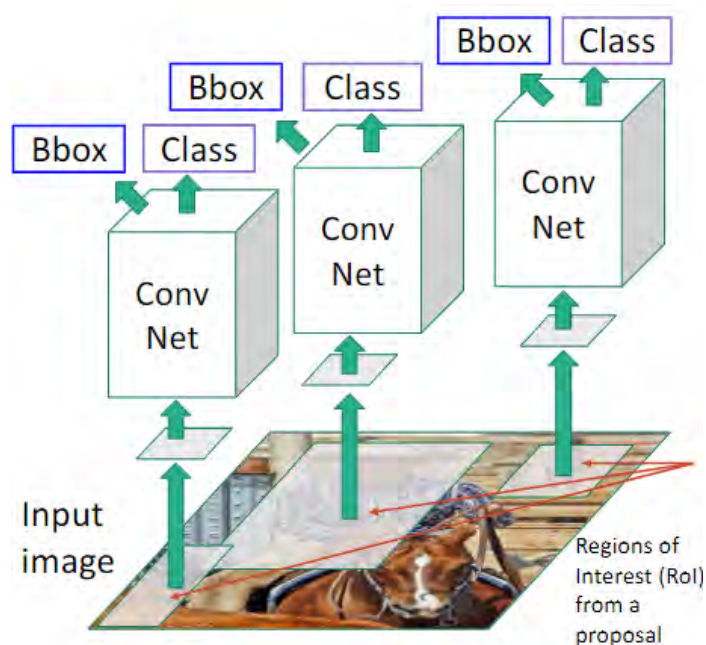 Bbox
Class
Bbox
Class
Bbox
Class
Conv
Net
Conv
Net
Conv
Net
Input
image
Regions of
Interest (RoI)
from a
proposal